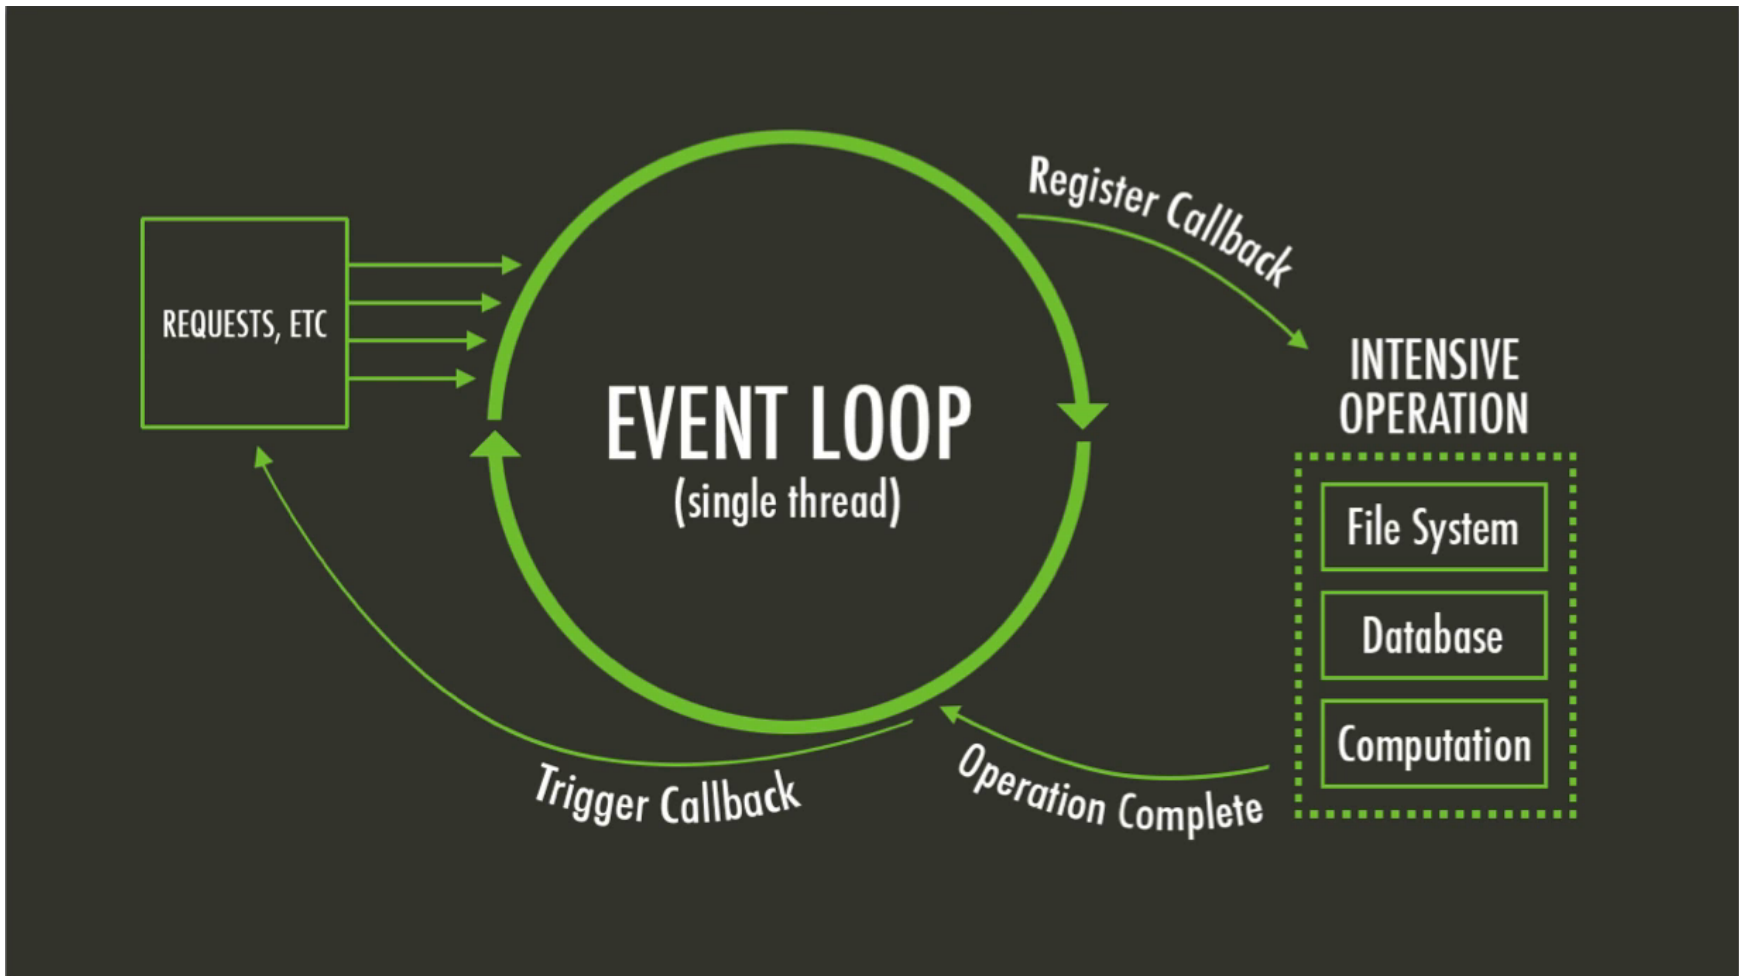 REQUESTS, ETC
EVENT LOOP
(single thread)
Register Callback
INTENSIVE
OPERATION
File System
Database
Computation
Operation Complete
Trigger Callback